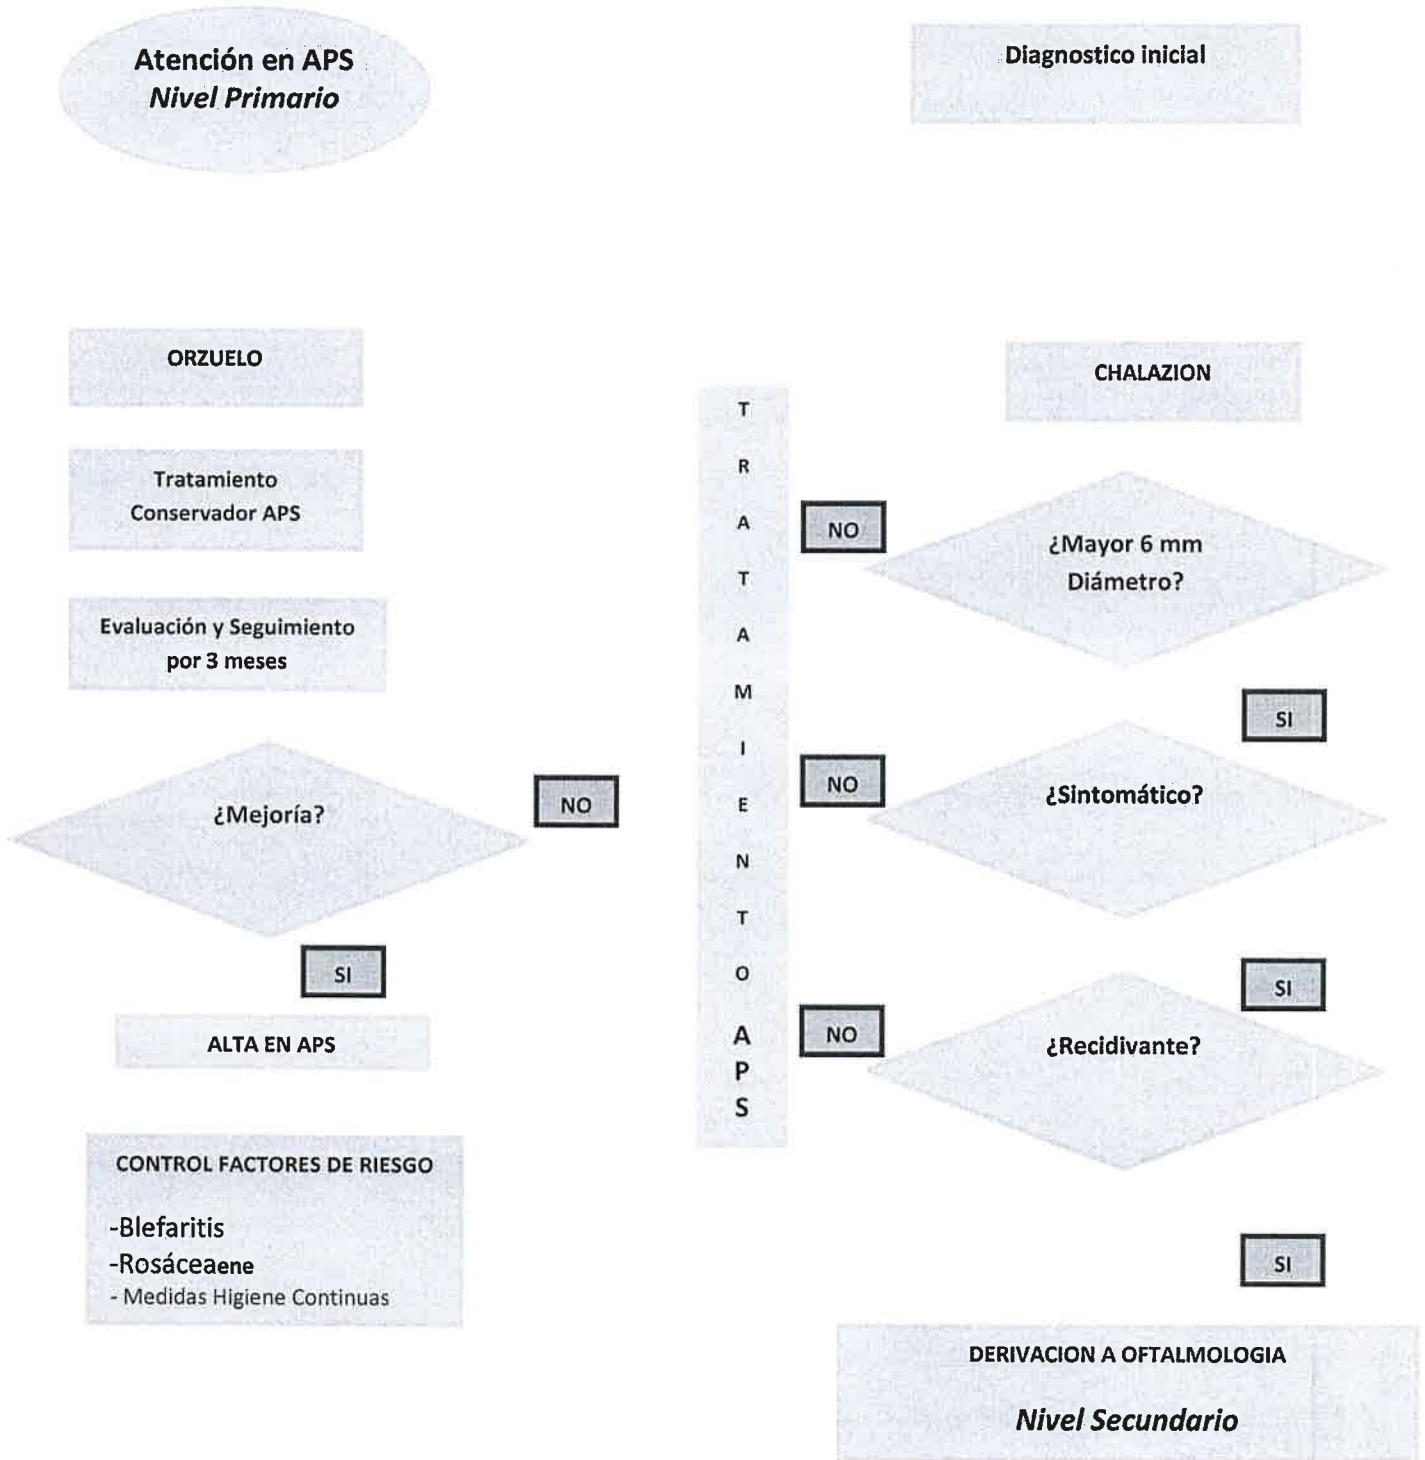 Atención en APS
Nivel Primario
Diagnostico inicial
ORZUELO
Tratamiento
Conservador APS
Evaluación y Seguimiento
por 3 meses
¿Mejoría?
NO
SI
ALTA EN APS
CONTROL FACTORES DE RIESGO
-Blefaritis
-Rosáceaene
- Medidas Higiene Continuas
T
R
A
T
A
M
I
E
N
T
O
A
P
S
CHALAZION
¿Mayor 6 mm
Diámetro?
NO
SI
¿Sintomático?
NO
SI
¿Recidivante?
NO
SI
DERIVACION A OFTALMOLOGIA
Nivel Secundario